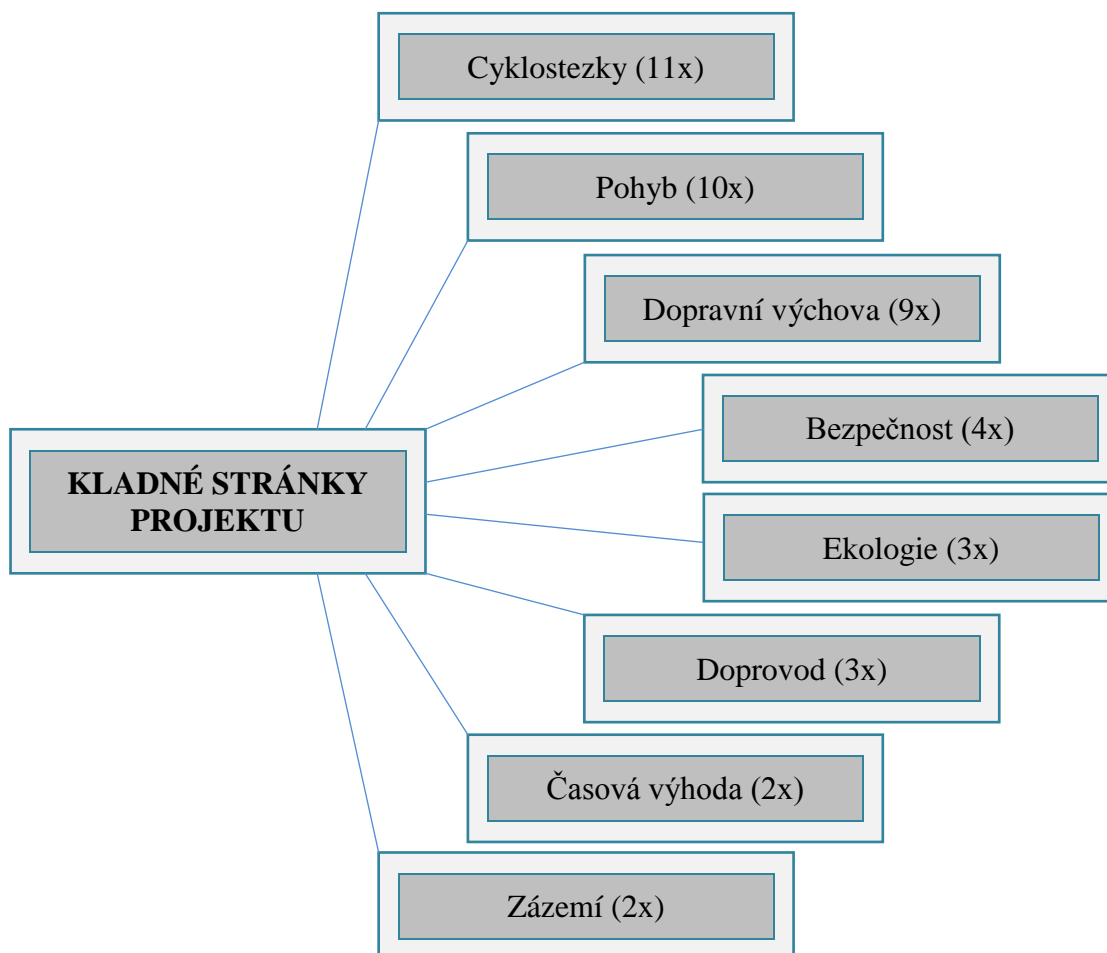 Cyklostezky (11x)
Pohyb (10x)
Dopravní výchova (9x)
Bezpečnost (4x)
KLADNÉ STRÁNKY
PROJEKTU
Ekologie (3x)
Doprovod (3x)
Časová výhoda (2x)
Zázemí (2x)